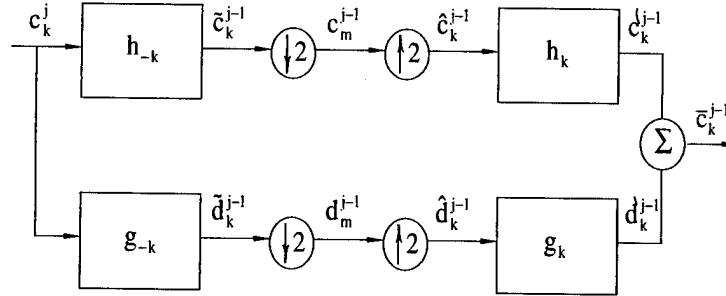 c_k^j
h_{-k}
c̃_k^{j-1}
↓2
c_m^{j-1}
↑2
ĉ_k^{j-1}
h_k
c̍_k^{j-1}
Σ
c̄_k^{j-1}
g_{-k}
d̃_k^{j-1}
↓2
d_m^{j-1}
↑2
d̂_k^{j-1}
g_k
d̍_k^{j-1}